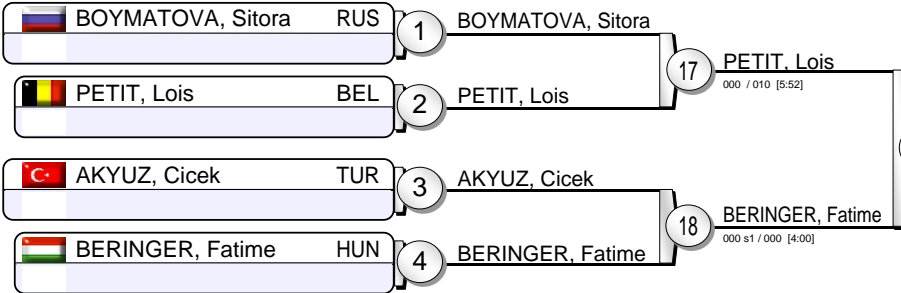 BOYMATOVA, Sitora RUS
1
BOYMATOVA, Sitora
17
PETIT, Lois
000 / 010 [5:52]
PETIT, Lois BEL
2
PETIT, Lois
AKYUZ, Cicek TUR
3
AKYUZ, Cicek
18
BERINGER, Fatime
000 s1 / 000 [4:00]
BERINGER, Fatime HUN
4
BERINGER, Fatime